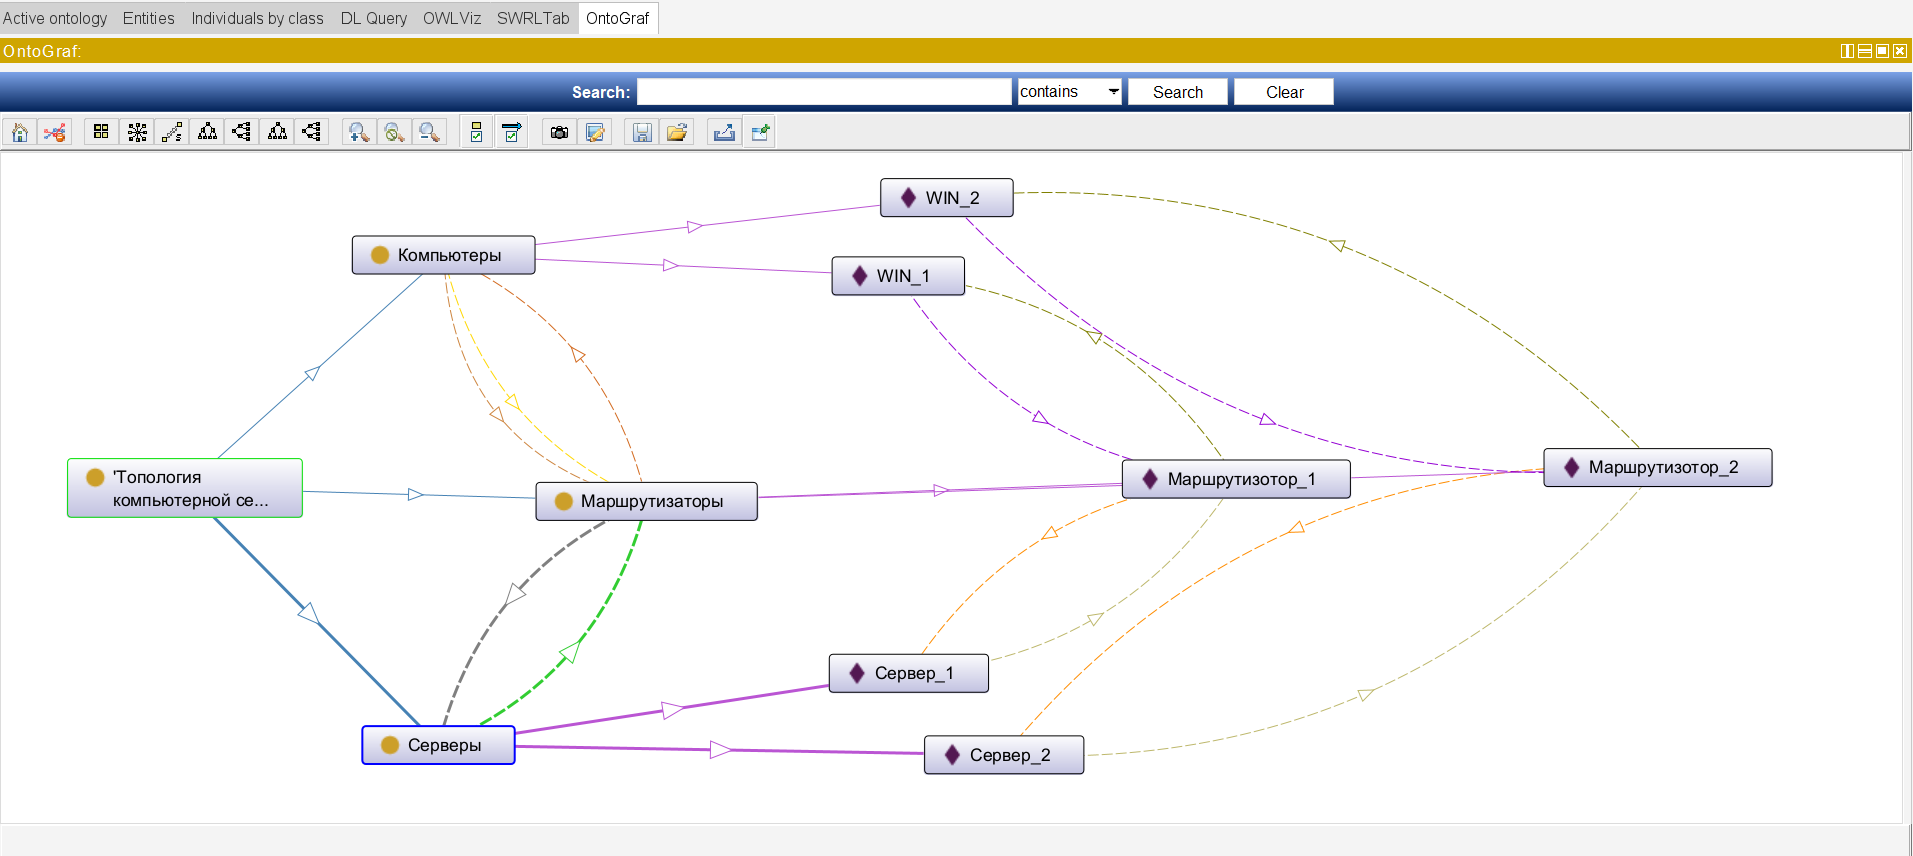 Active ontology Entities Individuals by class DL Query OWLViz SWRLTab OntoGraf
OntoGraf:
Search: contains Search Clear
WIN_2
Компьютеры
WIN_1
'Топология
компьютерной се...
Маршрутизаторы
Маршрутизотор_1
Маршрутизотор_2
Сервер_1
Серверы
Сервер_2